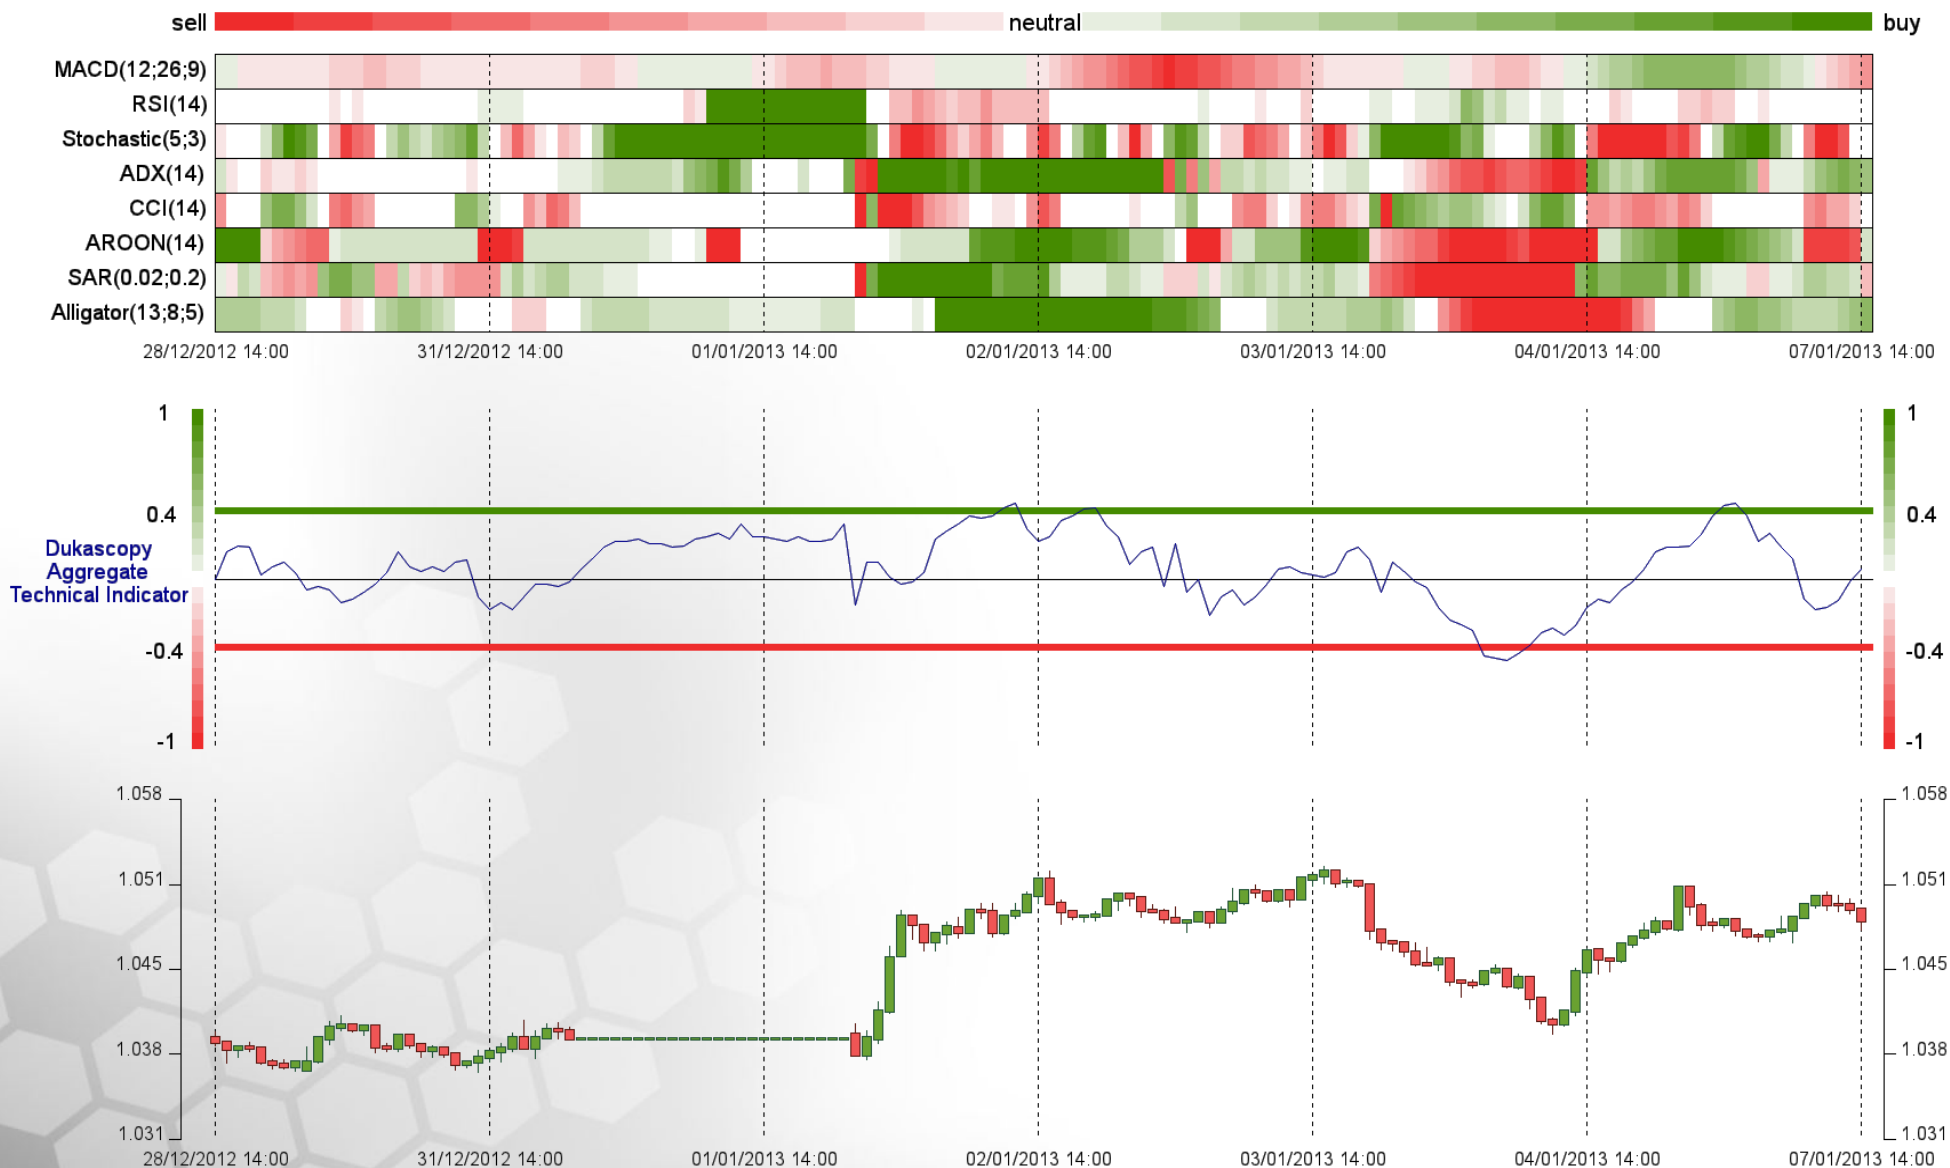 sell neutral buy
MACD(12;26;9)
RSI(14)
Stochastic(5;3)
ADX(14)
CCI(14)
AROON(14)
SAR(0.02;0.2)
Alligator(13;8;5)
28/12/2012 14:00 31/12/2012 14:00 01/01/2013 14:00 02/01/2013 14:00 03/01/2013 14:00 04/01/2013 14:00 07/01/2013 14:00
1 1
0.4 0.4
Dukascopy
Aggregate
Technical Indicator
-0.4 -0.4
-1 -1
1.058 1.058
1.051 1.051
1.045 1.045
1.038 1.038
1.031 1.031
28/12/2012 14:00 31/12/2012 14:00 01/01/2013 14:00 02/01/2013 14:00 03/01/2013 14:00 04/01/2013 14:00 07/01/2013 14:00